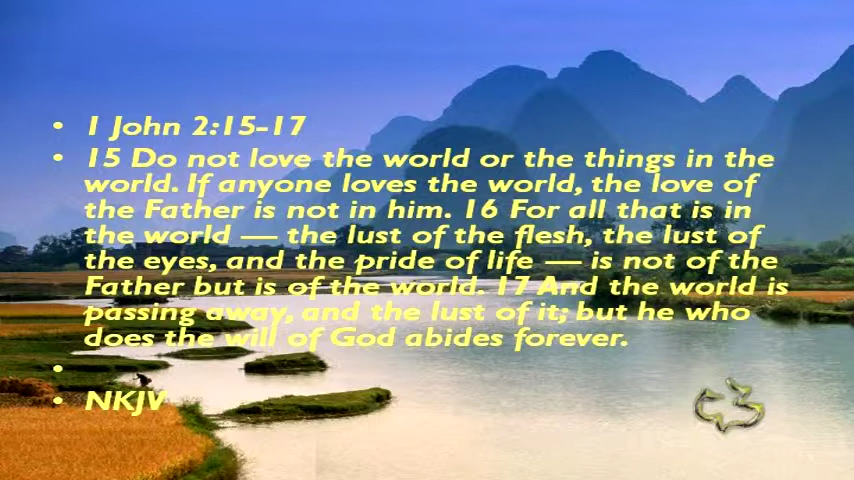 • 1 John 2:15-17
• 15 Do not love the world or the things in the
world. If anyone loves the world, the love of
the Father is not in him. 16 For all that is in
the world — the lust of the flesh, the lust of
the eyes, and the pride of life — is not of the
Father but is of the world. 17 And the world is
passing away, and the lust of it; but he who
does the will of God abides forever.
•
• NKJV